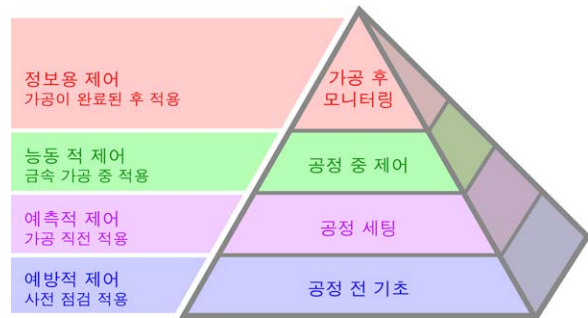 정보용 제어
가공이 완료된 후 적용
가공 후
모니터링
능동 적 제어
금속 가공 중 적용
공정 중 제어
예측적 제어
가공 직전 적용
공정 세팅
예방적 제어
사전 점검 적용
공정 전 기초